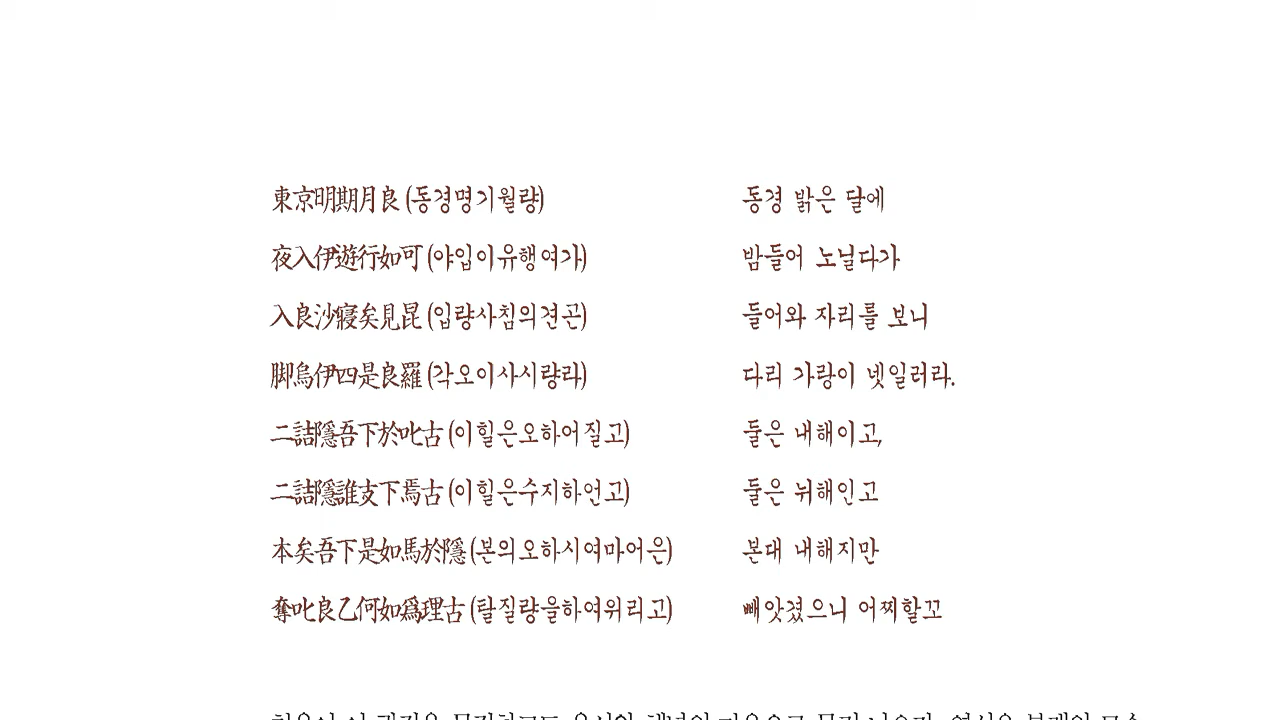 東京明期月良 (동경명기월량) 동경 밝은 달에
夜入伊遊行如可 (야입이유행여가) 밤들어 노닐다가
入良沙寢矣見昆 (입량사침의견곤) 들어와 자리를 보니
脚烏伊四是良羅 (각오이사시량라) 다리 가랑이 넷일러라.
二詰隱吾下於叱古 (이힐은오하어질고) 둘은 내해이고,
二詰隱誰支下焉古 (이힐은수지하언고) 둘은 뉘해인고
本矣吾下是如馬於隱 (본의오하시여마어은) 본대 내해지만
奪叱良乙何如爲理古 (탈질량을하여위리고) 빼앗겼으니 어찌할꼬